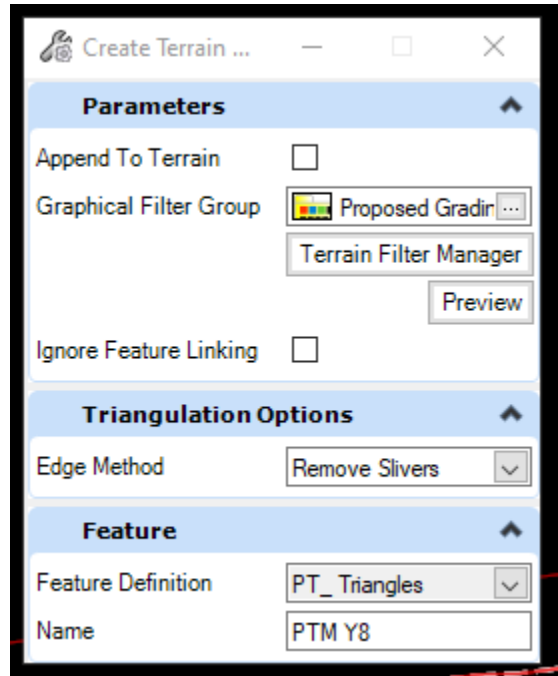 Create Terrain ...
Parameters
Append To Terrain
Graphical Filter Group Proposed Gradin ...
Terrain Filter Manager
Preview
Ignore Feature Linking
Triangulation Options
Edge Method Remove Slivers
Feature
Feature Definition PT_ Triangles
Name PTM Y8